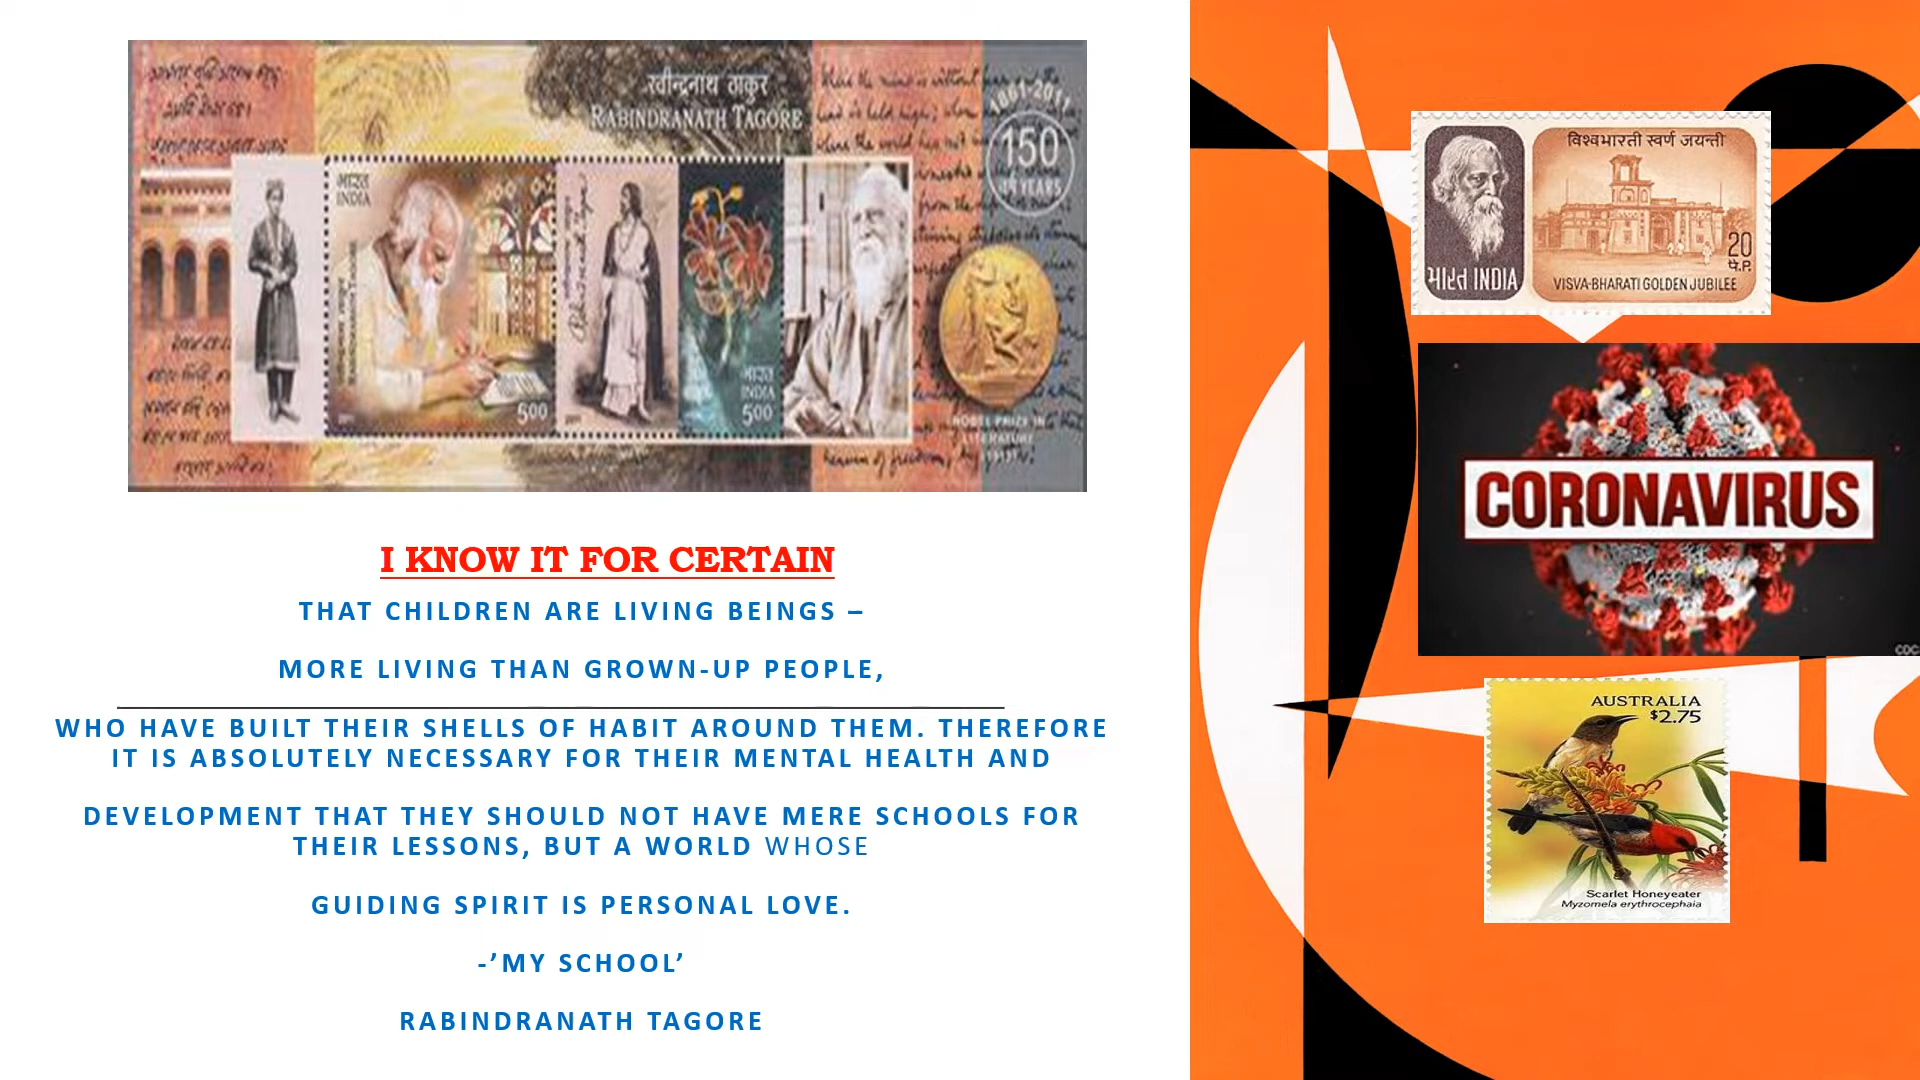 रवीन्द्रनाथ ठाकुर
RABINDRANATH TAGORE
1861-2011
150
YEARS
भारत
INDIA
500
2011
भारत
INDIA
500
NOBEL PRIZE IN
LITERATURE
I KNOW IT FOR CERTAIN
THAT CHILDREN ARE LIVING BEINGS –
MORE LIVING THAN GROWN-UP PEOPLE,
WHO HAVE BUILT THEIR SHELLS OF HABIT AROUND THEM. THEREFORE
IT IS ABSOLUTELY NECESSARY FOR THEIR MENTAL HEALTH AND
DEVELOPMENT THAT THEY SHOULD NOT HAVE MERE SCHOOLS FOR
THEIR LESSONS, BUT A WORLD WHOSE
GUIDING SPIRIT IS PERSONAL LOVE.
-’MY SCHOOL’
RABINDRANATH TAGORE
विश्वभारती स्वर्ण जयन्ती
20
पै.P.
भारत INDIA
VISVA-BHARATI GOLDEN JUBILEE
CORONAVIRUS
CDC
AUSTRALIA
$2.75
Scarlet Honeyeater
Myzomela erythrocephaia